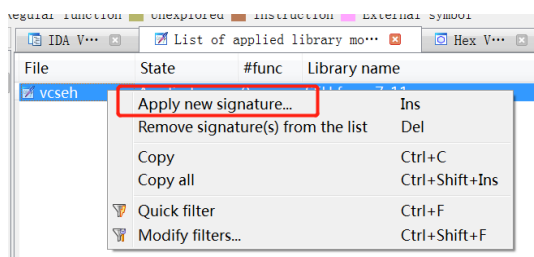 egular function Unexplored Instruction External symbol
IDA V··· List of applied library mo··· Hex V···
File State #func Library name
vcseh
Apply new signature... Ins
Remove signature(s) from the list Del
Copy Ctrl+C
Copy all Ctrl+Shift+Ins
Quick filter Ctrl+F
Modify filters... Ctrl+Shift+F